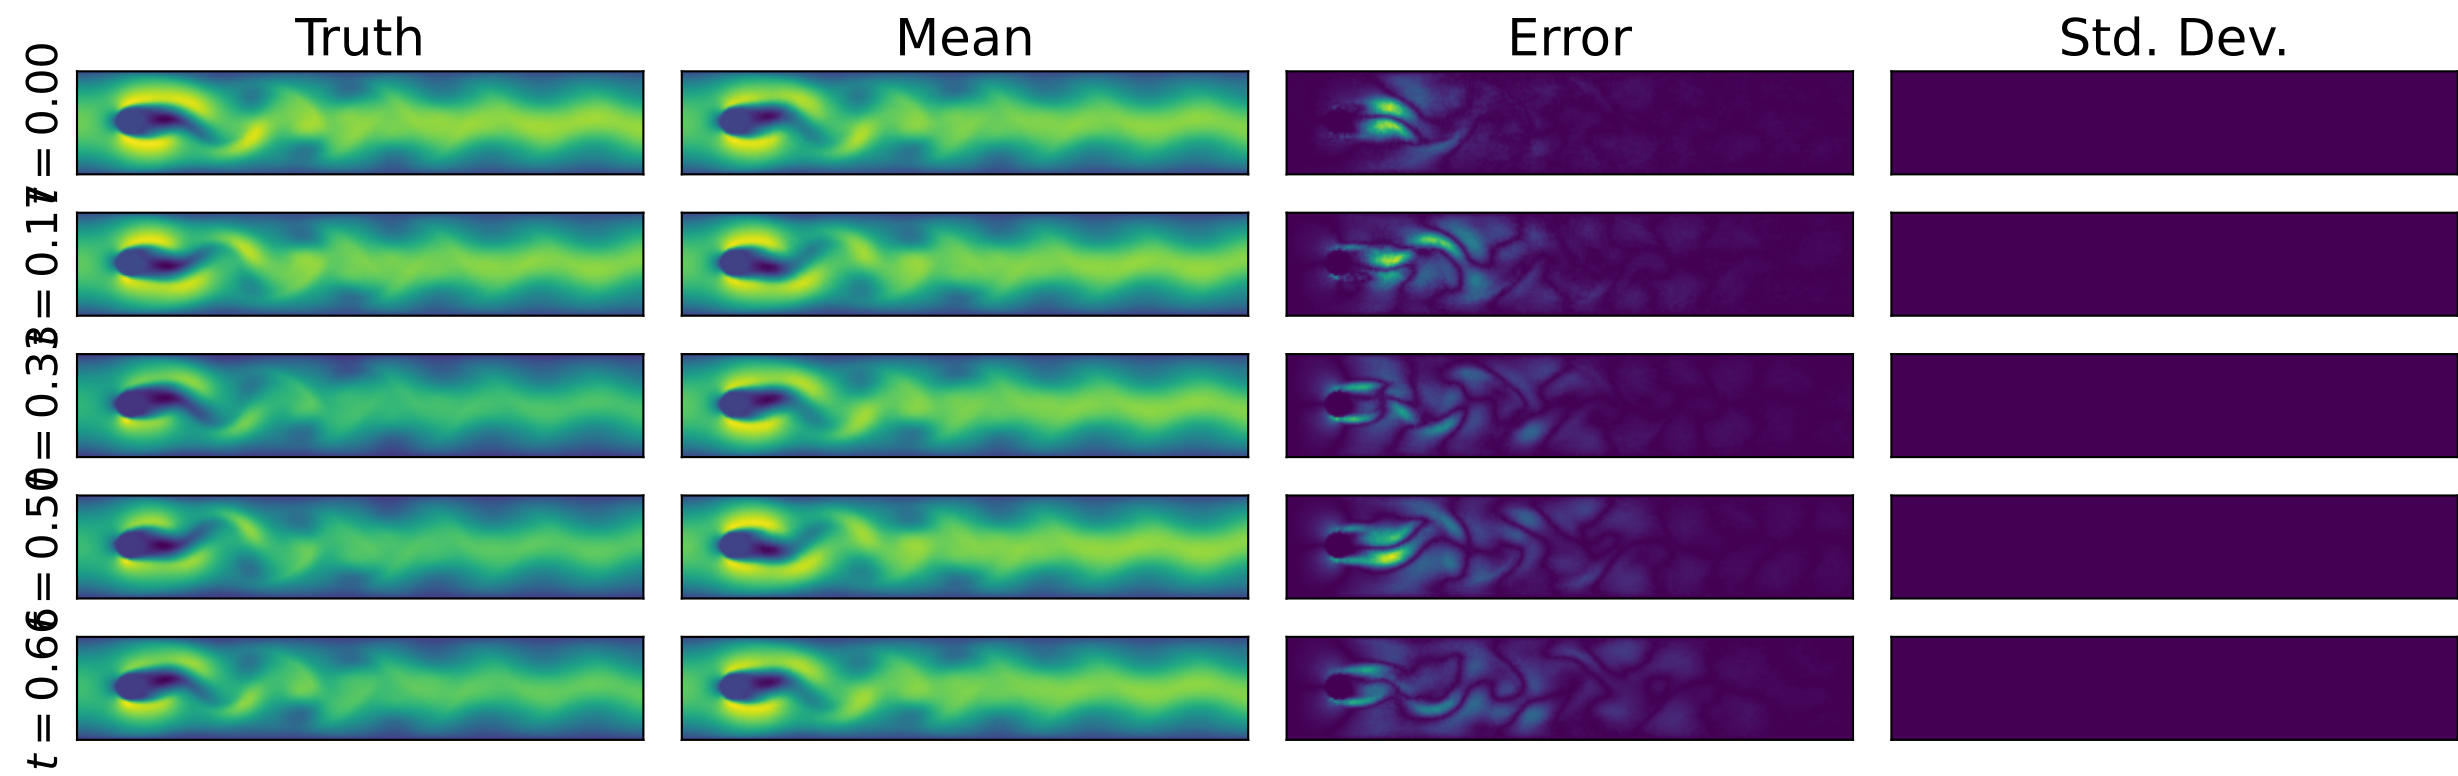 Truth Mean Error Std. Dev.
t = 0.00
t = 0.17
t = 0.33
t = 0.50
t = 0.66